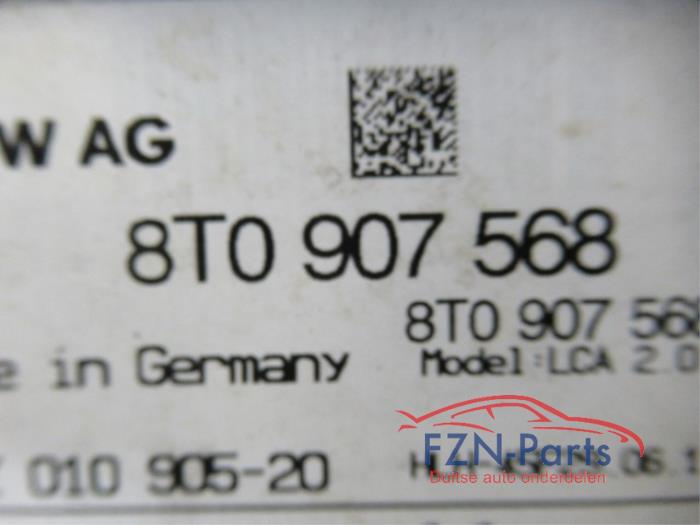 W AG
8T0 907 568
8T0 907 568
e in Germany Model:LCA 2.0
010 905-20
FZN-Parts
Duitse auto onderdelen